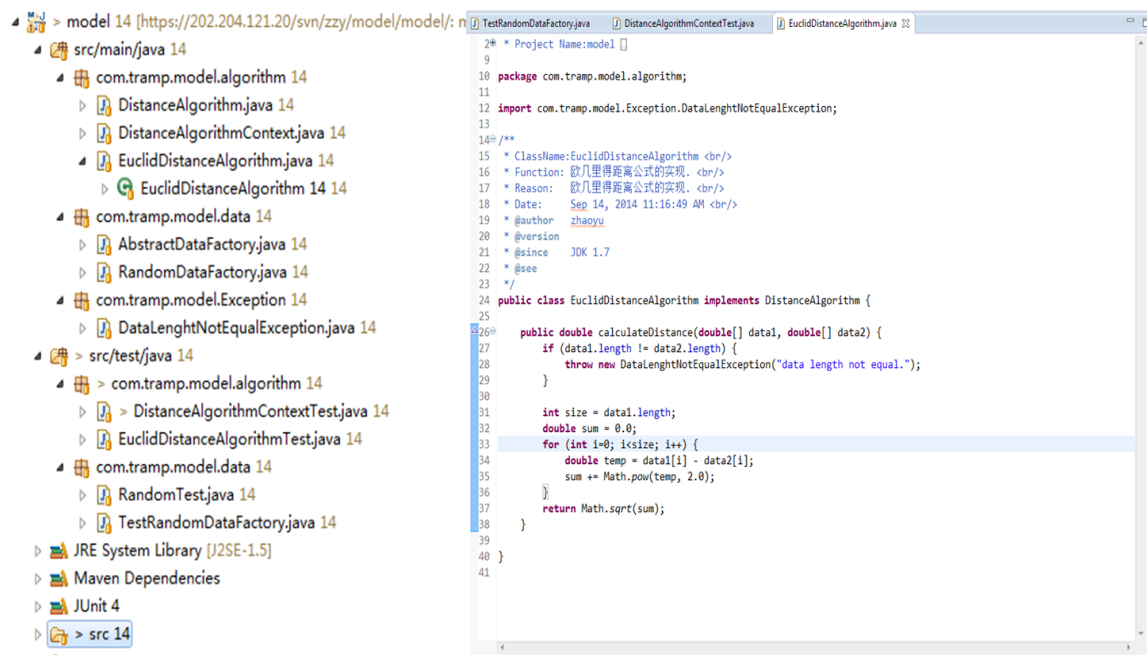 > model 14 [https://202.204.121.20/svn/zzy/model/model/: m
src/main/java 14
com.tramp.model.algorithm 14
DistanceAlgorithm.java 14
DistanceAlgorithmContext.java 14
EuclidDistanceAlgorithm.java 14
EuclidDistanceAlgorithm 14 14
com.tramp.model.data 14
AbstractDataFactory.java 14
RandomDataFactory.java 14
com.tramp.model.Exception 14
DataLenghtNotEqualException.java 14
> src/test/java 14
> com.tramp.model.algorithm 14
> DistanceAlgorithmContextTest.java 14
EuclidDistanceAlgorithmTest.java 14
com.tramp.model.data 14
RandomTest.java 14
TestRandomDataFactory.java 14
JRE System Library [J2SE-1.5]
Maven Dependencies
JUnit 4
> src 14
TestRandomDataFactory.java DistanceAlgorithmContextTest.java EuclidDistanceAlgorithm.java
2 * Project Name:model
9
10 package com.tramp.model.algorithm;
11
12 import com.tramp.model.Exception.DataLenghtNotEqualException;
13
14 /**
15 * ClassName:EuclidDistanceAlgorithm <br/>
16 * Function: 欧几里得距离公式的实现. <br/>
17 * Reason: 欧几里得距离公式的实现. <br/>
18 * Date: Sep 14, 2014 11:16:49 AM <br/>
19 * @author zhaoyu
20 * @version
21 * @since JDK 1.7
22 * @see
23 */
24 public class EuclidDistanceAlgorithm implements DistanceAlgorithm {
25
26 public double calculateDistance(double[] data1, double[] data2) {
27 if (data1.length != data2.length) {
28 throw new DataLenghtNotEqualException("data length not equal.");
29 }
30
31 int size = data1.length;
32 double sum = 0.0;
33 for (int i=0; i<size; i++) {
34 double temp = data1[i] - data2[i];
35 sum += Math.pow(temp, 2.0);
36 }
37 return Math.sqrt(sum);
38 }
39
40 }
41